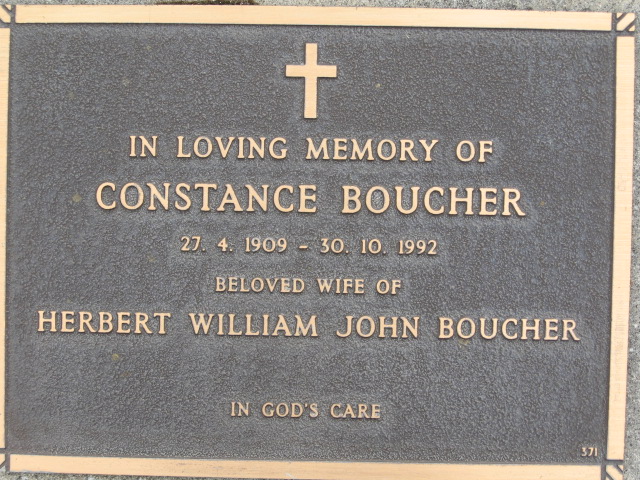 IN LOVING MEMORY OF
CONSTANCE BOUCHER
27. 4. 1909 - 30. 10. 1992
BELOVED WIFE OF
HERBERT WILLIAM JOHN BOUCHER
IN GOD'S CARE
371